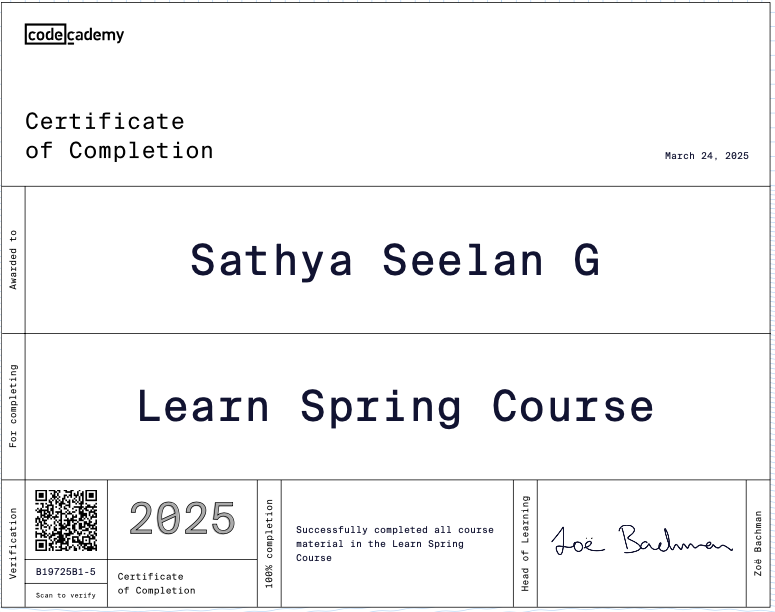 codecademy
Certificate
of Completion
March 24, 2025
Awarded to
Sathya Seelan G
For completing
Learn Spring Course
Verification
B19725B1-5
Scan to verify
2025
Certificate
of Completion
100% completion
Successfully completed all course
material in the Learn Spring
Course
Head of Learning
Zoë Bachman
Zoë Bachman